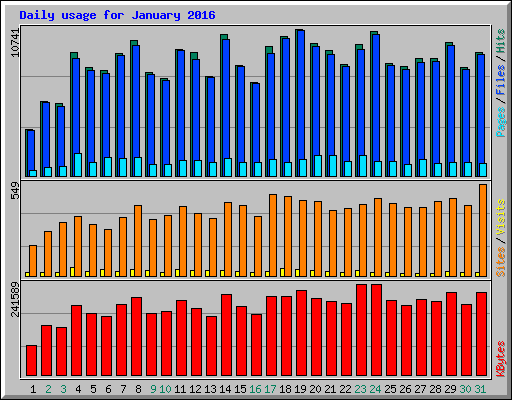 Daily usage for January 2016
10741
Pages / Files / Hits
549
Sites / Visits
241589
KBytes
1 2 3 4 5 6 7 8 9 10 11 12 13 14 15 16 17 18 19 20 21 22 23 24 25 26 27 28 29 30 31